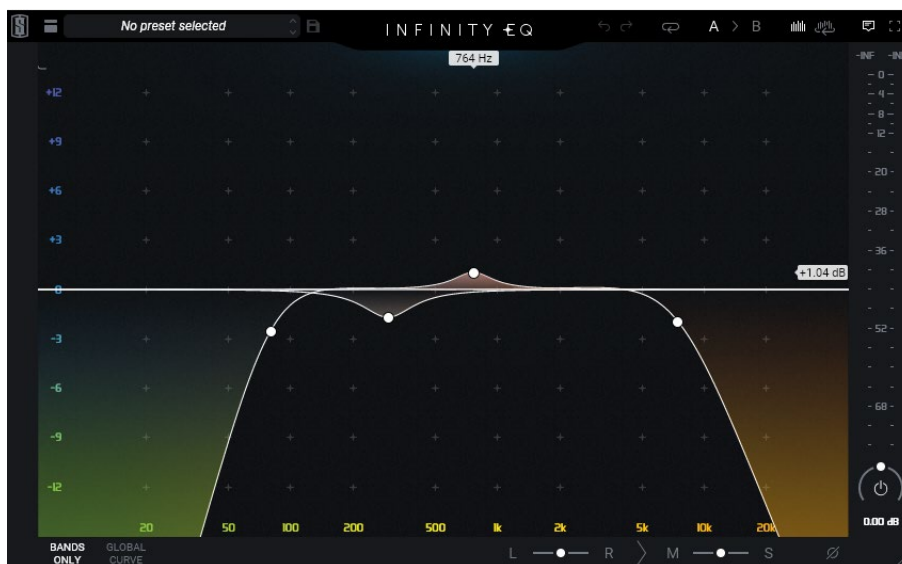 No preset selected
INFINITY EQ
A > B
764 Hz
-INF
+12
+9
+6
+3
0
-3
-6
-9
-12
+1.04 dB
20 50 100 200 500 1k 2k 5k 10k 20k
- 0 -
- 4 -
- 8 -
- 12 -
- 20 -
- 28 -
- 36 -
- 52 -
- 68 -
0.00 dB
BANDS ONLY
GLOBAL CURVE
L R > M S